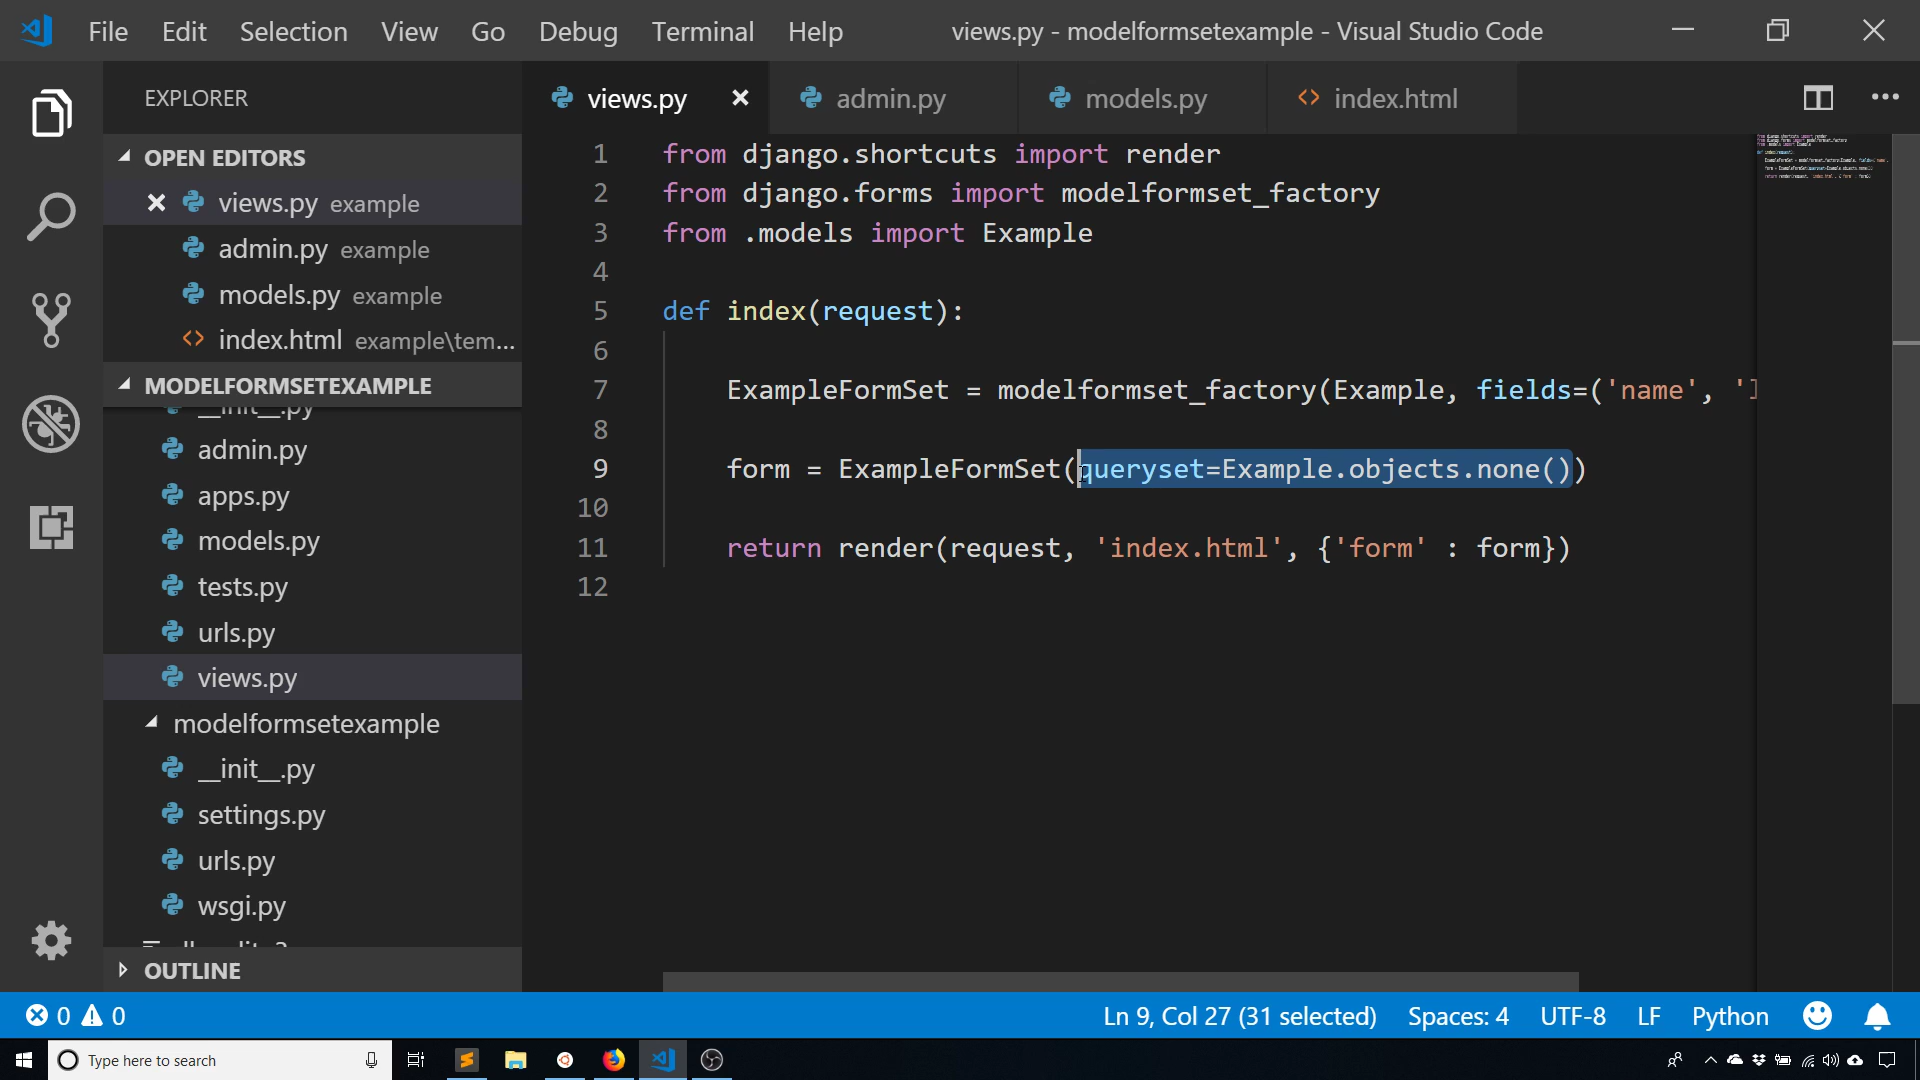 File Edit Selection View Go Debug Terminal Help views.py - modelformsetexample - Visual Studio Code
EXPLORER
OPEN EDITORS
views.py example
admin.py example
models.py example
index.html example\tem...
MODELFORMSETEXAMPLE
__init__.py
admin.py
apps.py
models.py
tests.py
urls.py
views.py
modelformsetexample
__init__.py
settings.py
urls.py
wsgi.py
OUTLINE
views.py admin.py models.py index.html
1 from django.shortcuts import render
2 from django.forms import modelformset_factory
3 from .models import Example
4
5 def index(request):
6
7 ExampleFormSet = modelformset_factory(Example, fields=('name', '
8
9 form = ExampleFormSet(queryset=Example.objects.none())
10
11 return render(request, 'index.html', {'form' : form})
12
0 0 Ln 9, Col 27 (31 selected) Spaces: 4 UTF-8 LF Python
Type here to search